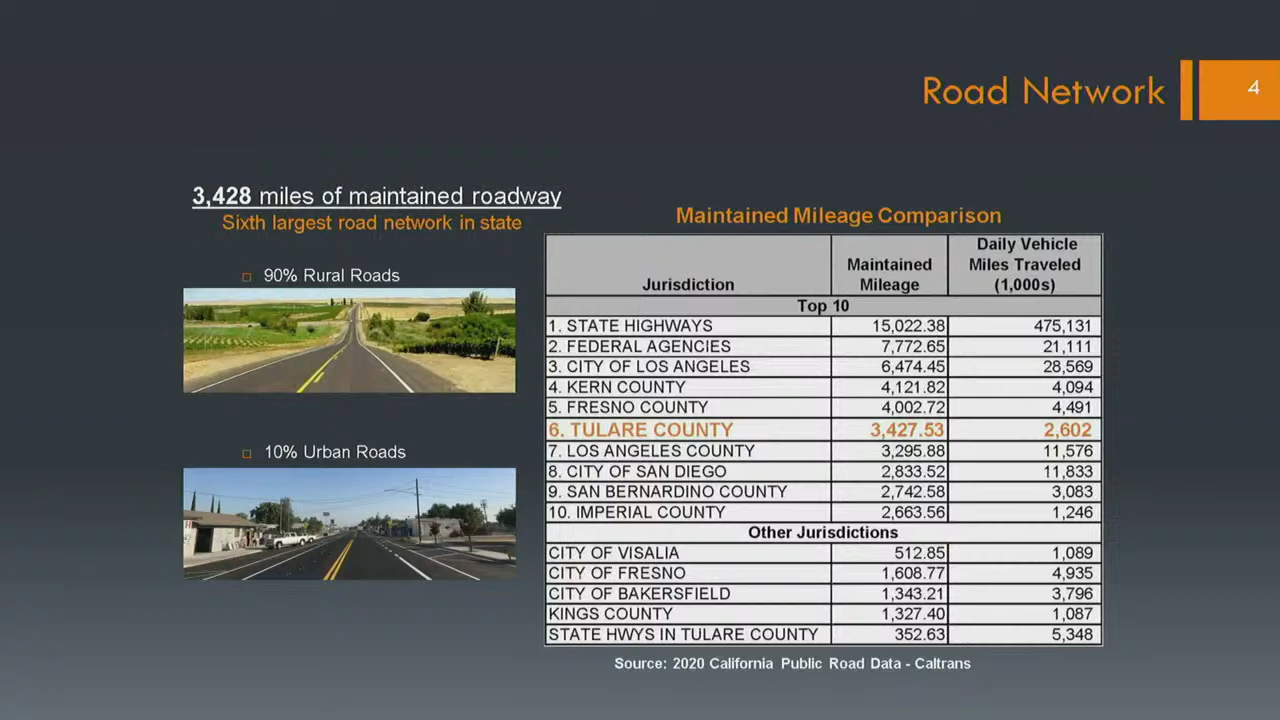 Road Network
4
3,428 miles of maintained roadway
Sixth largest road network in state
90% Rural Roads
10% Urban Roads
Maintained Mileage Comparison
Jurisdiction Maintained Mileage Daily Vehicle Miles Traveled (1,000s)
Top 10
1. STATE HIGHWAYS 15,022.38 475,131
2. FEDERAL AGENCIES 7,772.65 21,111
3. CITY OF LOS ANGELES 6,474.45 28,569
4. KERN COUNTY 4,121.82 4,094
5. FRESNO COUNTY 4,002.72 4,491
6. TULARE COUNTY 3,427.53 2,602
7. LOS ANGELES COUNTY 3,295.88 11,576
8. CITY OF SAN DIEGO 2,833.52 11,833
9. SAN BERNARDINO COUNTY 2,742.58 3,083
10. IMPERIAL COUNTY 2,663.56 1,246
Other Jurisdictions
CITY OF VISALIA 512.85 1,089
CITY OF FRESNO 1,608.77 4,935
CITY OF BAKERSFIELD 1,343.21 3,796
KINGS COUNTY 1,327.40 1,087
STATE HWYS IN TULARE COUNTY 352.63 5,348
Source: 2020 California Public Road Data - Caltrans